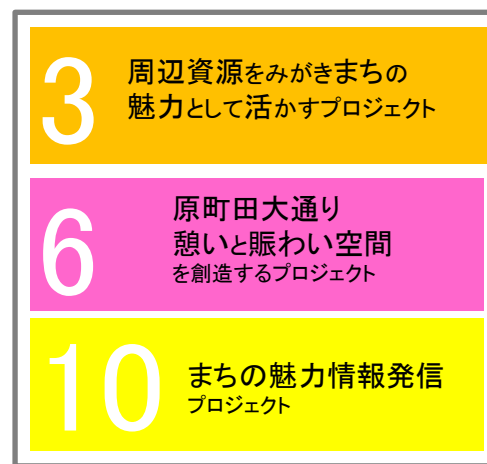 3
周辺資源をみがきまちの
魅力として活かすプロジェクト
6
原町田大通り
憩いと賑わい空間
を創造するプロジェクト
10
まちの魅力情報発信
プロジェクト